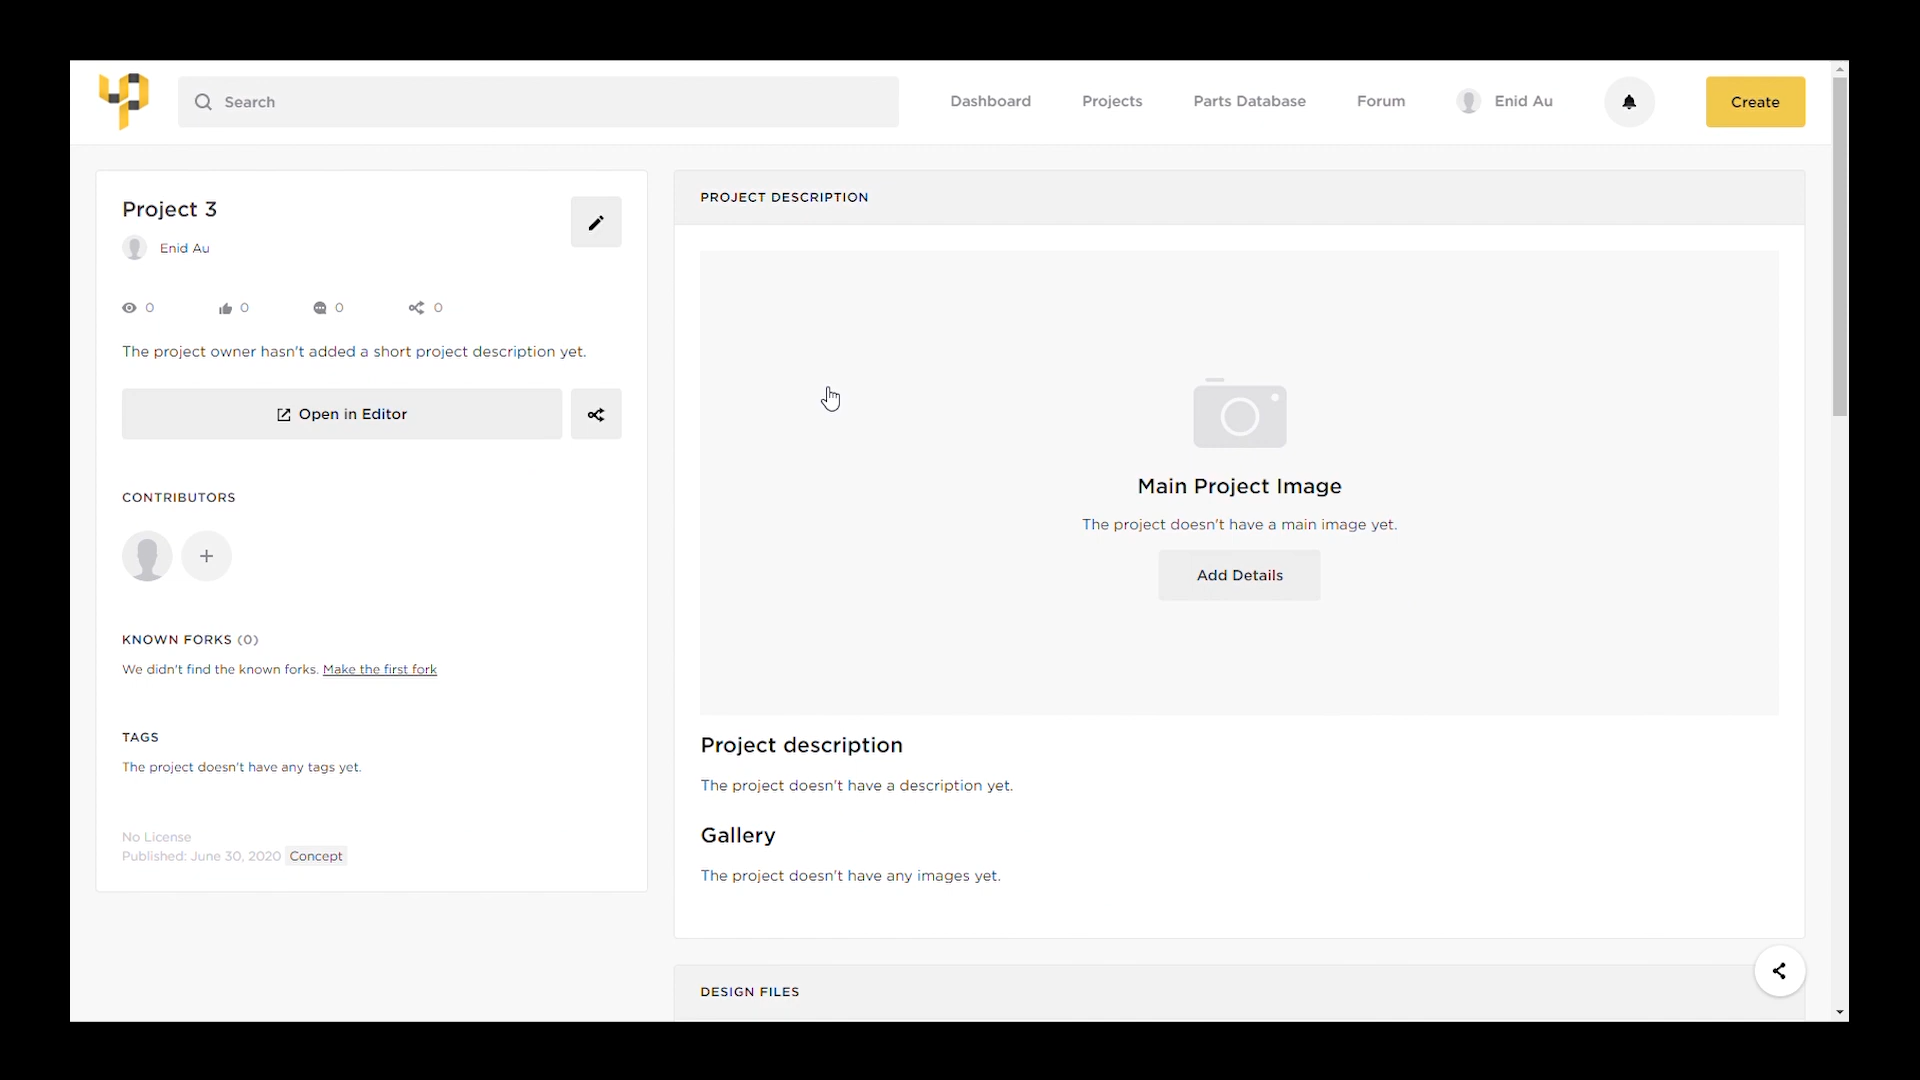 Search
Dashboard
Projects
Parts Database
Forum
Enid Au
Create
Project 3
Enid Au
0
0
0
0
The project owner hasn't added a short project description yet.
Open in Editor
CONTRIBUTORS
+
KNOWN FORKS (0)
We didn't find the known forks. Make the first fork
TAGS
The project doesn't have any tags yet.
No License
Published: June 30, 2020 Concept
PROJECT DESCRIPTION
Main Project Image
The project doesn't have a main image yet.
Add Details
Project description
The project doesn't have a description yet.
Gallery
The project doesn't have any images yet.
DESIGN FILES